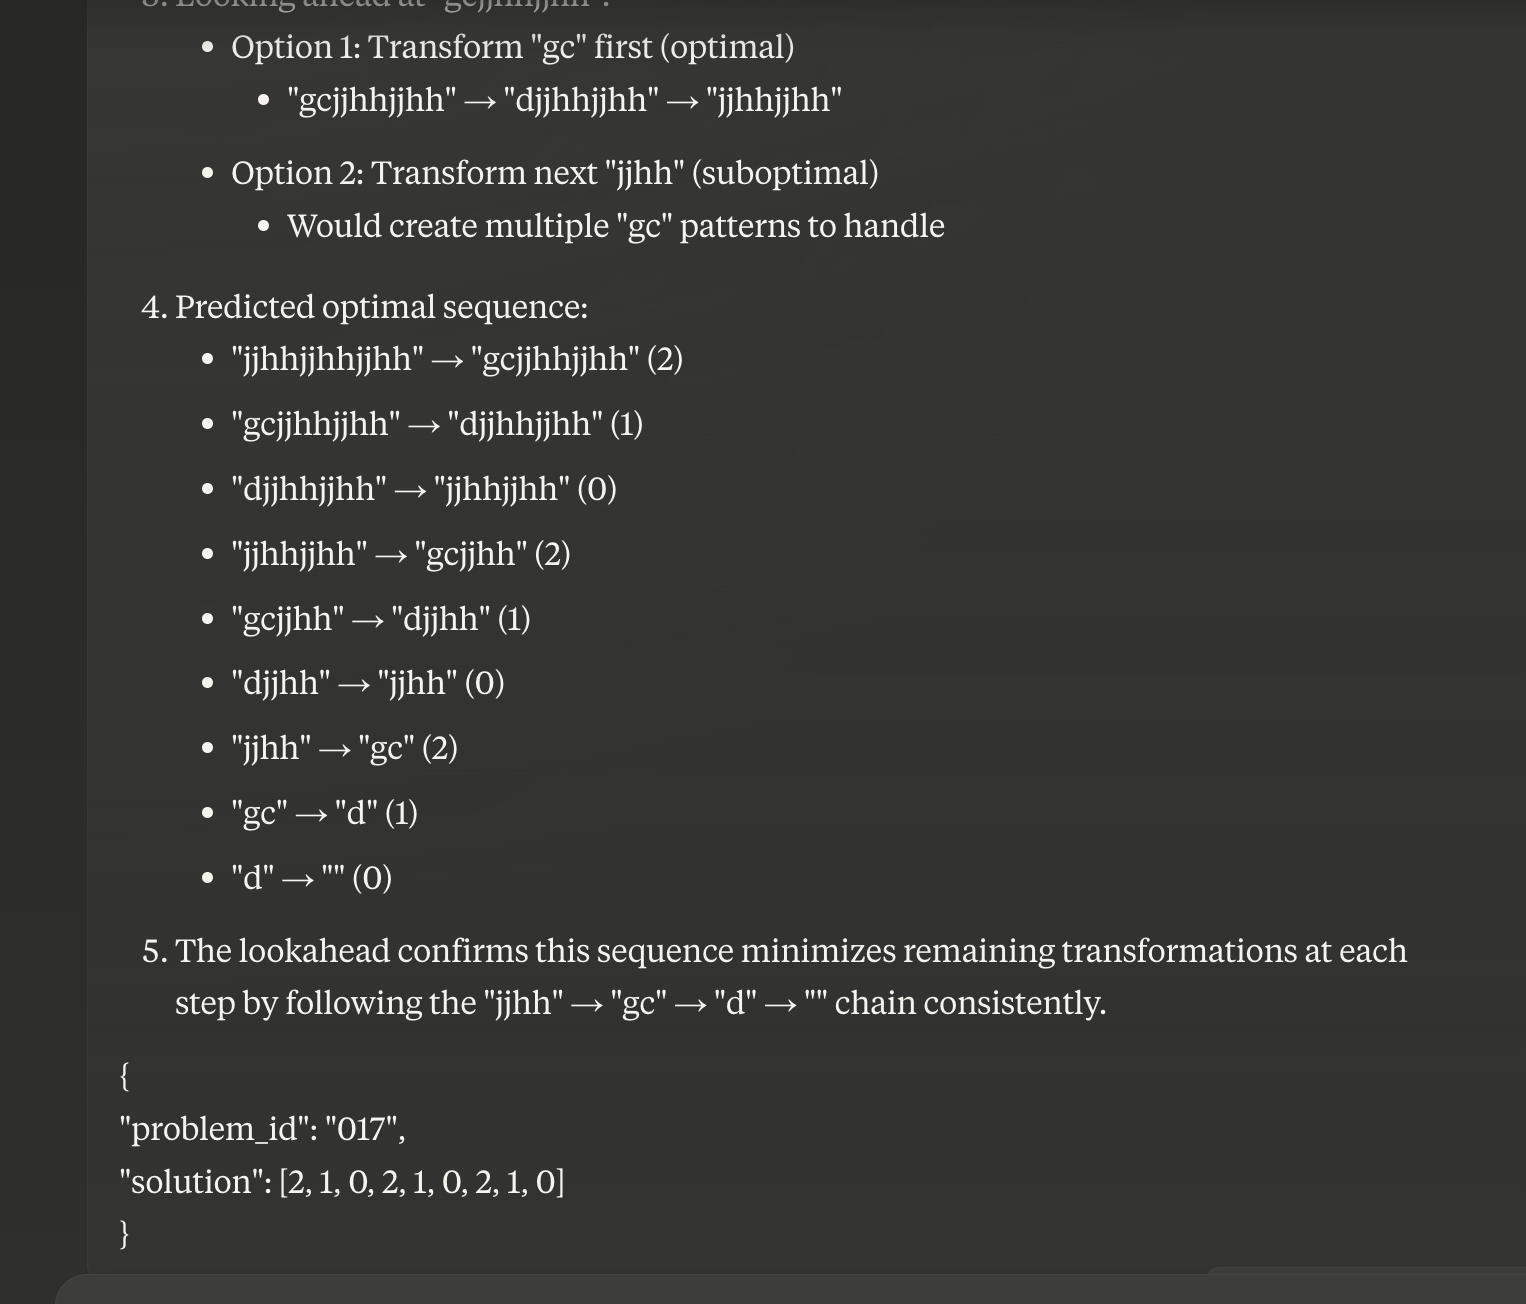 3. Looking ahead at "gcjjhhjjhh":
• Option 1: Transform "gc" first (optimal)
• "gcjjhhjjhh" → "djjhhjjhh" → "jjhhjjhh"
• Option 2: Transform next "jjhh" (suboptimal)
• Would create multiple "gc" patterns to handle
4. Predicted optimal sequence:
• "jjhhjjhhjjhh" → "gcjjhhjjhh" (2)
• "gcjjhhjjhh" → "djjhhjjhh" (1)
• "djjhhjjhh" → "jjhhjjhh" (0)
• "jjhhjjhh" → "gcjjhh" (2)
• "gcjjhh" → "djjhh" (1)
• "djjhh" → "jjhh" (0)
• "jjhh" → "gc" (2)
• "gc" → "d" (1)
• "d" → "" (0)
5. The lookahead confirms this sequence minimizes remaining transformations at each
step by following the "jjhh" → "gc" → "d" → "" chain consistently.
{
"problem_id": "017",
"solution": [2, 1, 0, 2, 1, 0, 2, 1, 0]
}